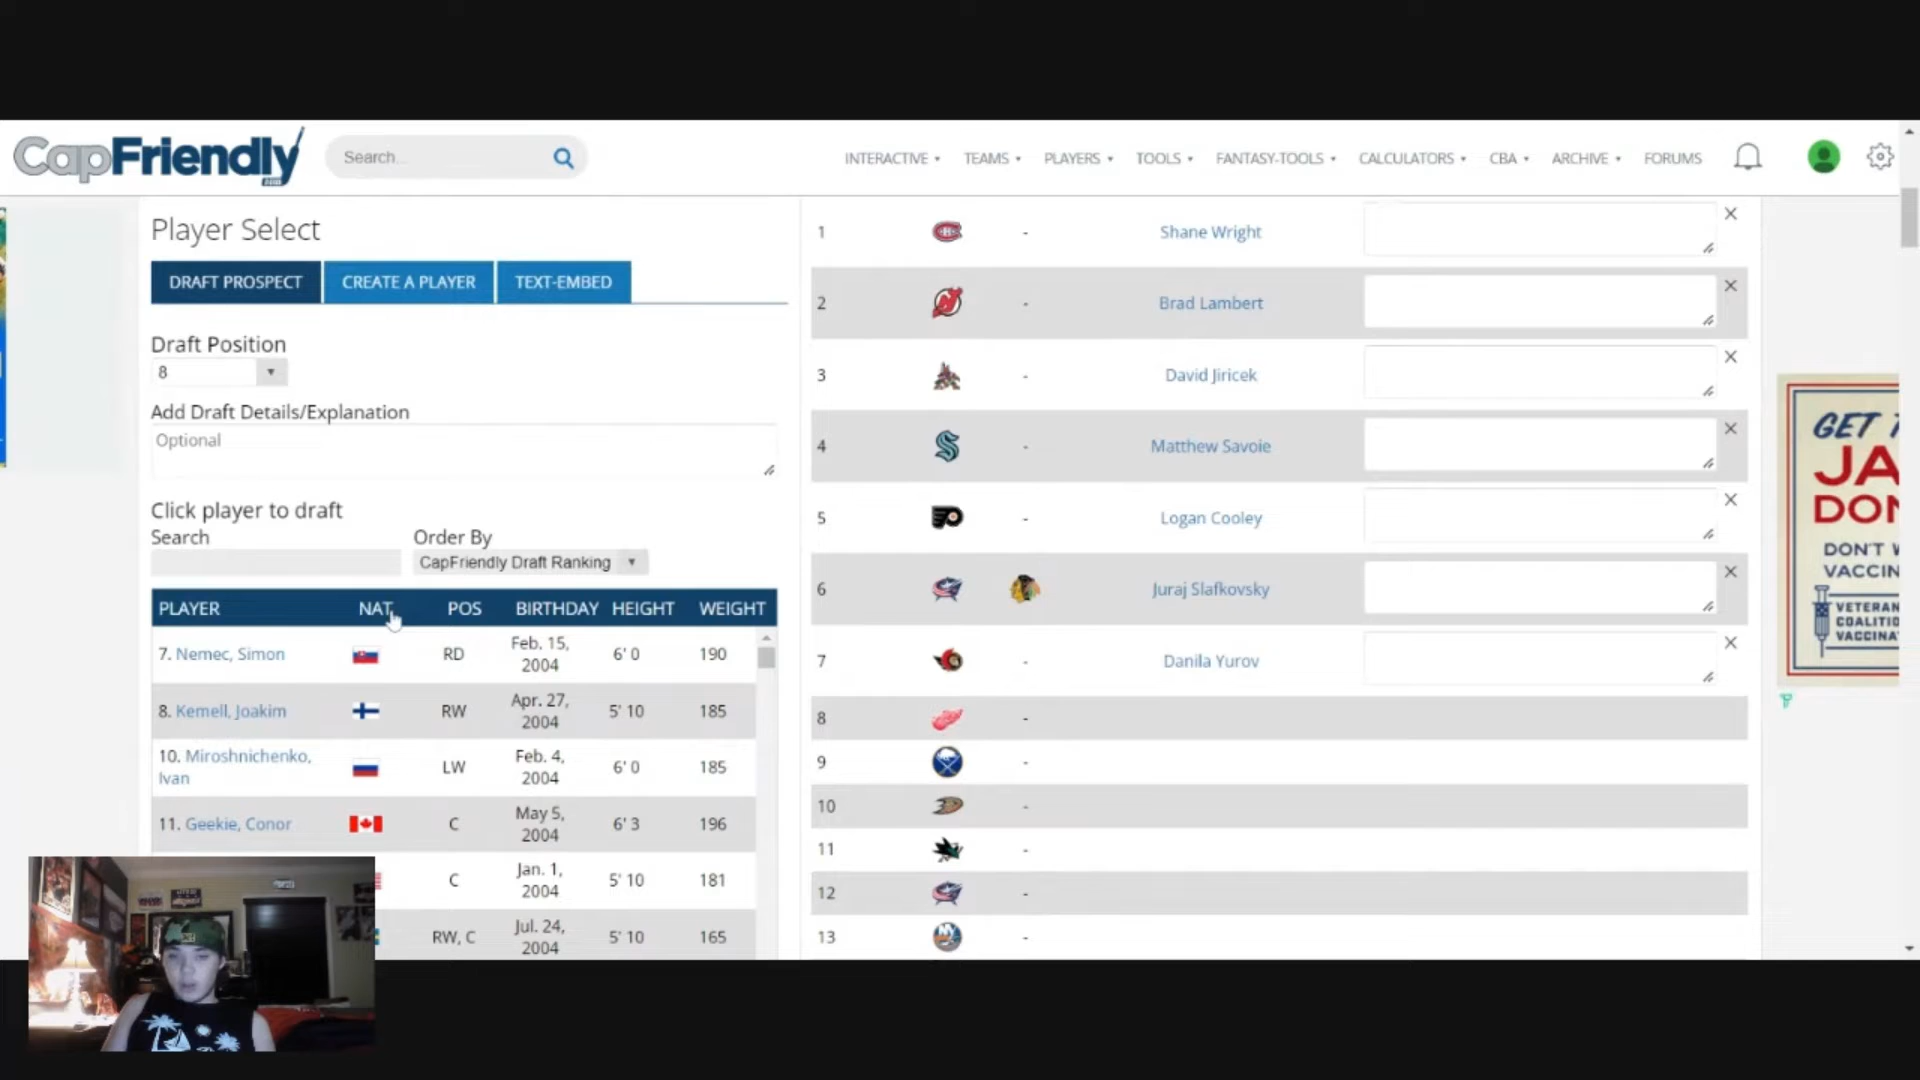 CapFriendly
.COM
Search...
INTERACTIVE TEAMS PLAYERS TOOLS FANTASY-TOOLS CALCULATORS CBA ARCHIVE FORUMS
Player Select
DRAFT PROSPECT CREATE A PLAYER TEXT-EMBED
Draft Position
8
Add Draft Details/Explanation
Optional
Click player to draft
Search Order By
CapFriendly Draft Ranking
PLAYER NAT. POS BIRTHDAY HEIGHT WEIGHT
7. Nemec, Simon RD Feb. 15, 2004 6' 0 190
8. Kemell, Joakim RW Apr. 27, 2004 5' 10 185
10. Miroshnichenko, Ivan LW Feb. 4, 2004 6' 0 185
11. Geekie, Conor C May 5, 2004 6' 3 196
C Jan. 1, 2004 5' 10 181
RW, C Jul. 24, 2004 5' 10 165
1 - Shane Wright
2 - Brad Lambert
3 - David Jiricek
4 - Matthew Savoie
5 - Logan Cooley
6 Juraj Slafkovsky
7 - Danila Yurov
8 -
9 -
10 -
11 -
12 -
13 -
GET
JA
DON
DON'T
VACCIN
VETERAN
COALITIO
VACCINA